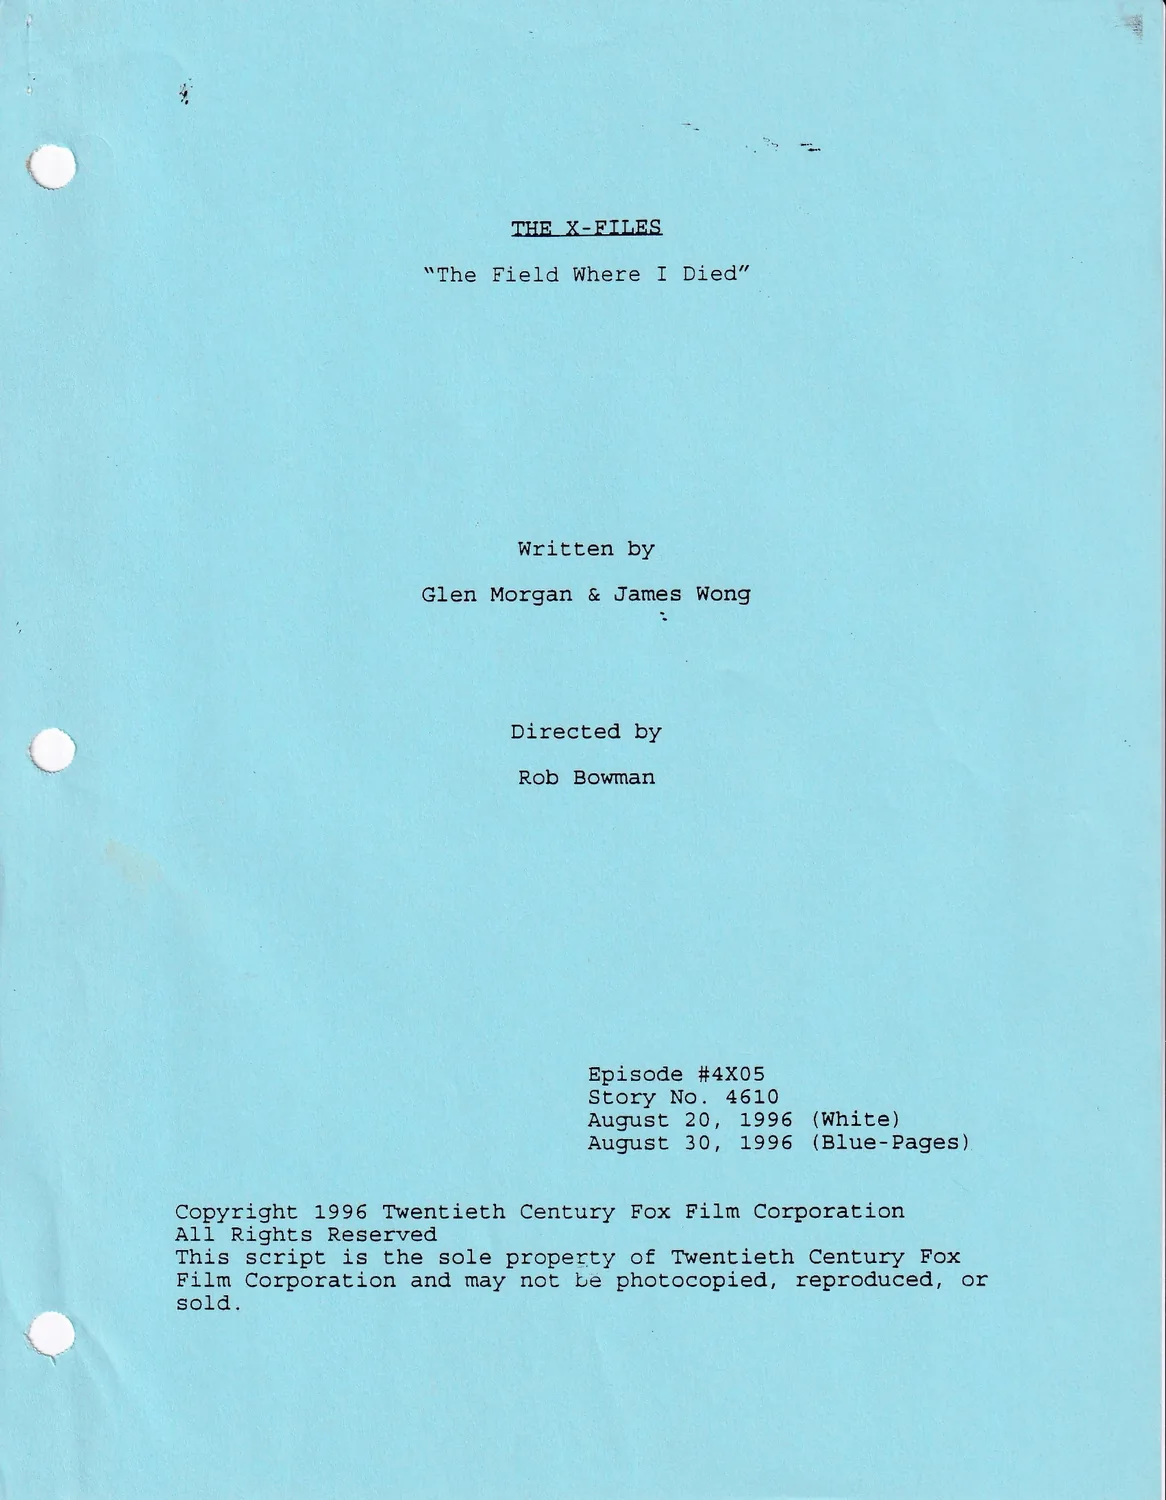 THE X-FILES
"The Field Where I Died"
Written by
Glen Morgan & James Wong
Directed by
Rob Bowman
Episode #4X05
Story No. 4610
August 20, 1996 (White)
August 30, 1996 (Blue-Pages)
Copyright 1996 Twentieth Century Fox Film Corporation
All Rights Reserved
This script is the sole property of Twentieth Century Fox
Film Corporation and may not be photocopied, reproduced, or
sold.